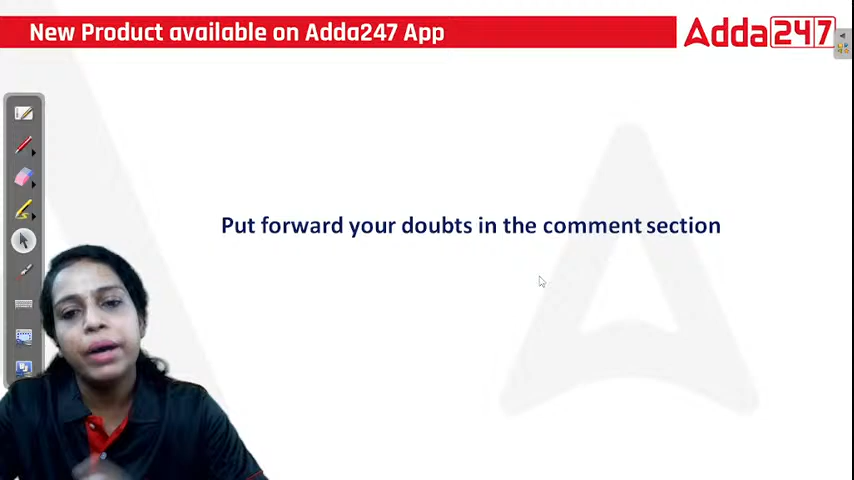 New Product available on Adda247 App
Adda247
Put forward your doubts in the comment section